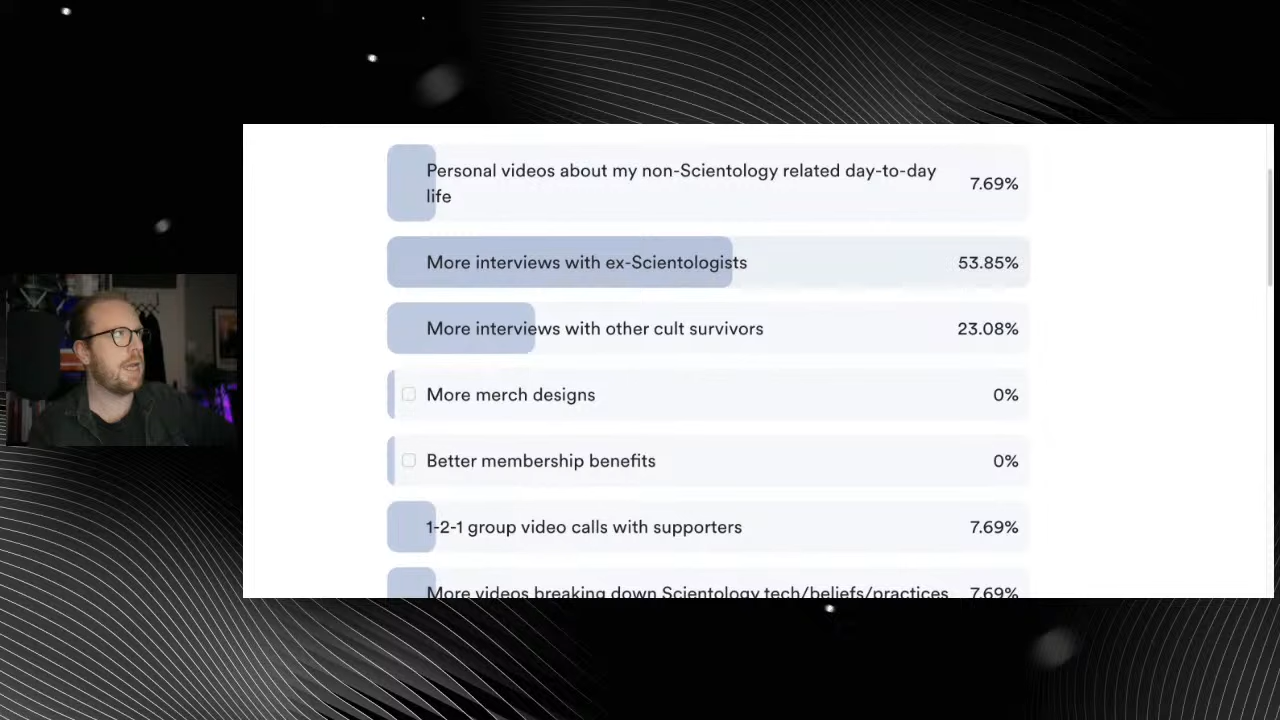 Personal videos about my non-Scientology related day-to-day
life
7.69%
More interviews with ex-Scientologists 53.85%
More interviews with other cult survivors 23.08%
More merch designs 0%
Better membership benefits 0%
1-2-1 group video calls with supporters 7.69%
More videos breaking down Scientology tech/beliefs/practices 7.69%